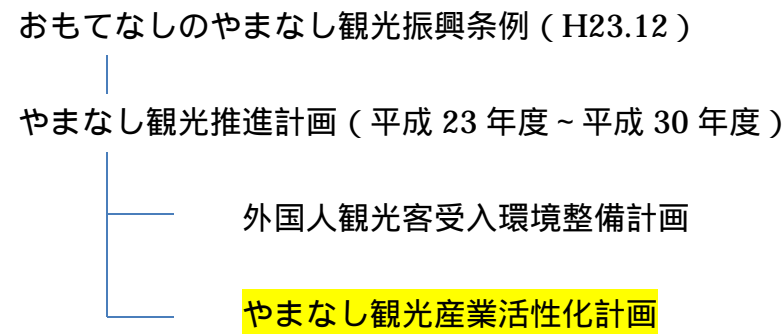 おもてなしのやまなし観光振興条例（H23.12）
やまなし観光推進計画（平成 23 年度~平成 30 年度）
外国人観光客受入環境整備計画
やまなし観光産業活性化計画